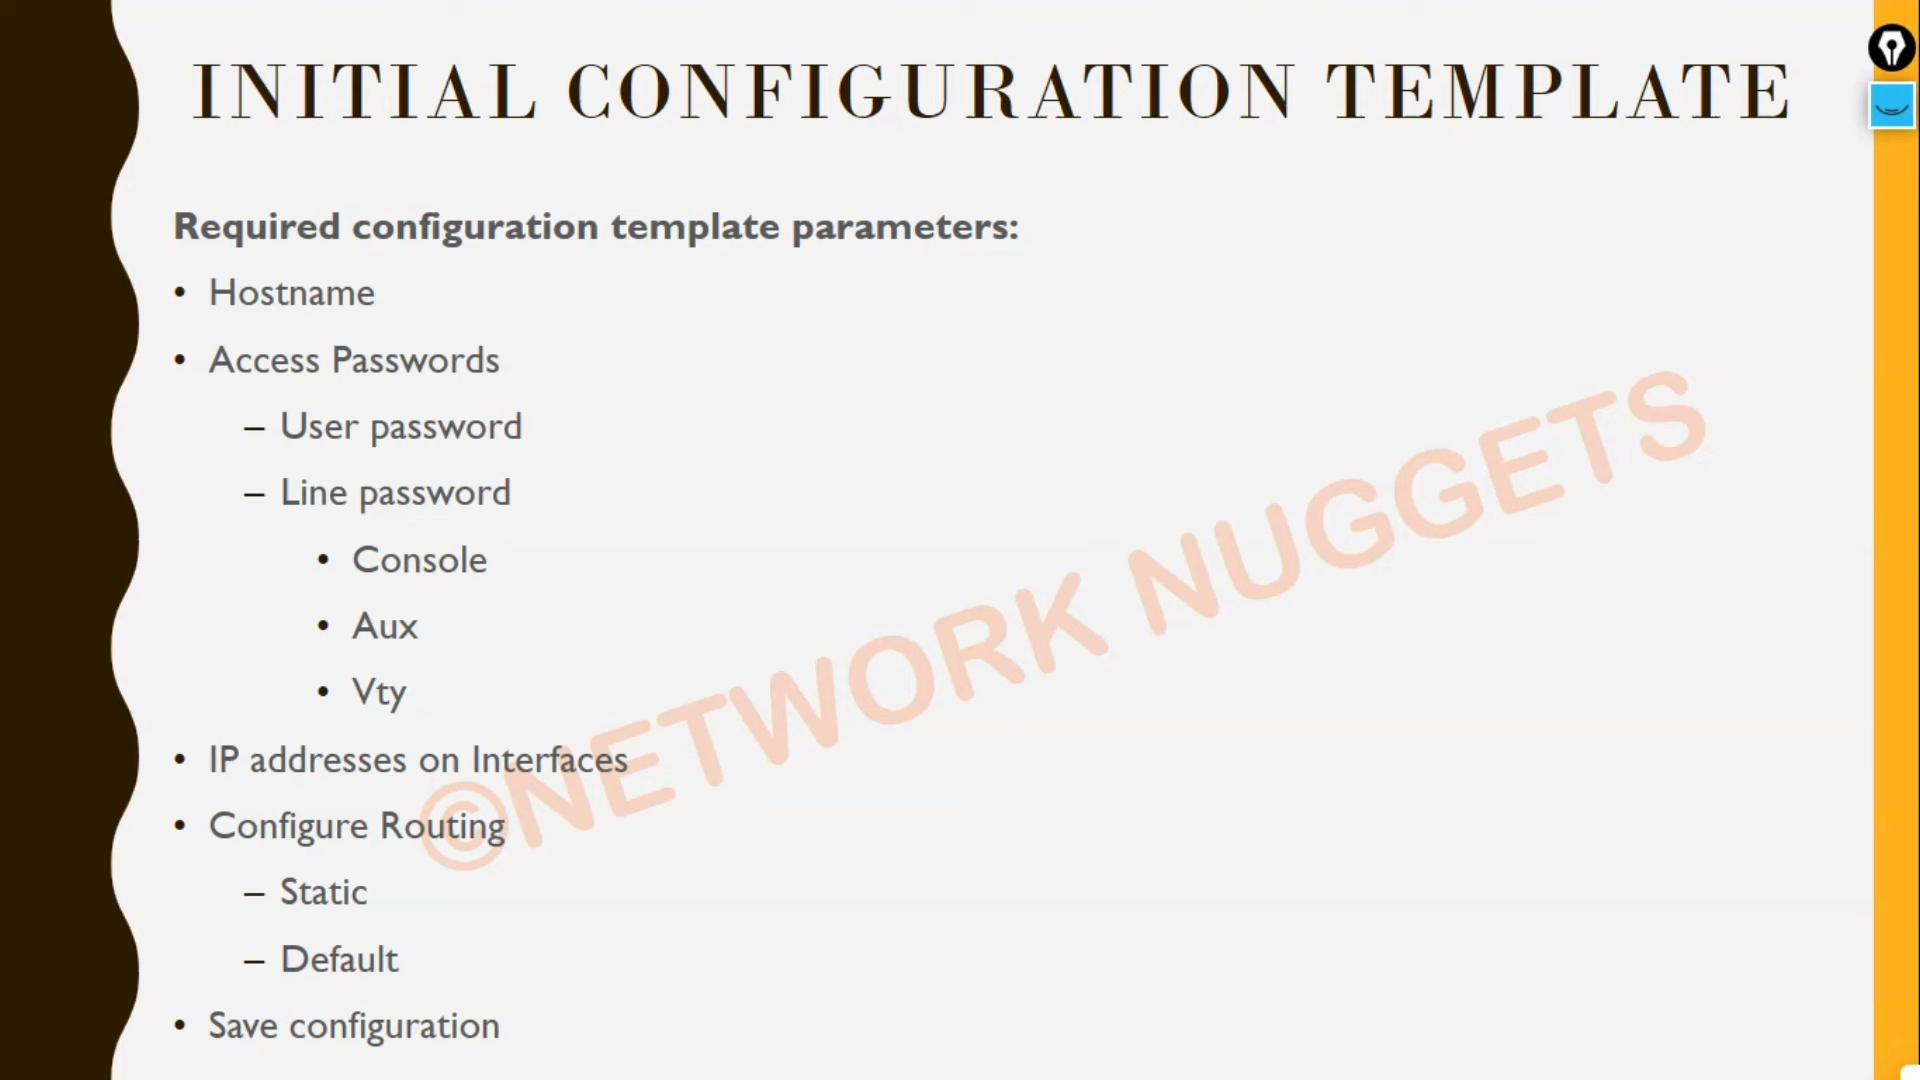 INITIAL CONFIGURATION TEMPLATE
Required configuration template parameters:
• Hostname
• Access Passwords
– User password
– Line password
• Console
• Aux
• Vty
• IP addresses on Interfaces
• Configure Routing
– Static
– Default
• Save configuration
©NETWORK NUGGETS